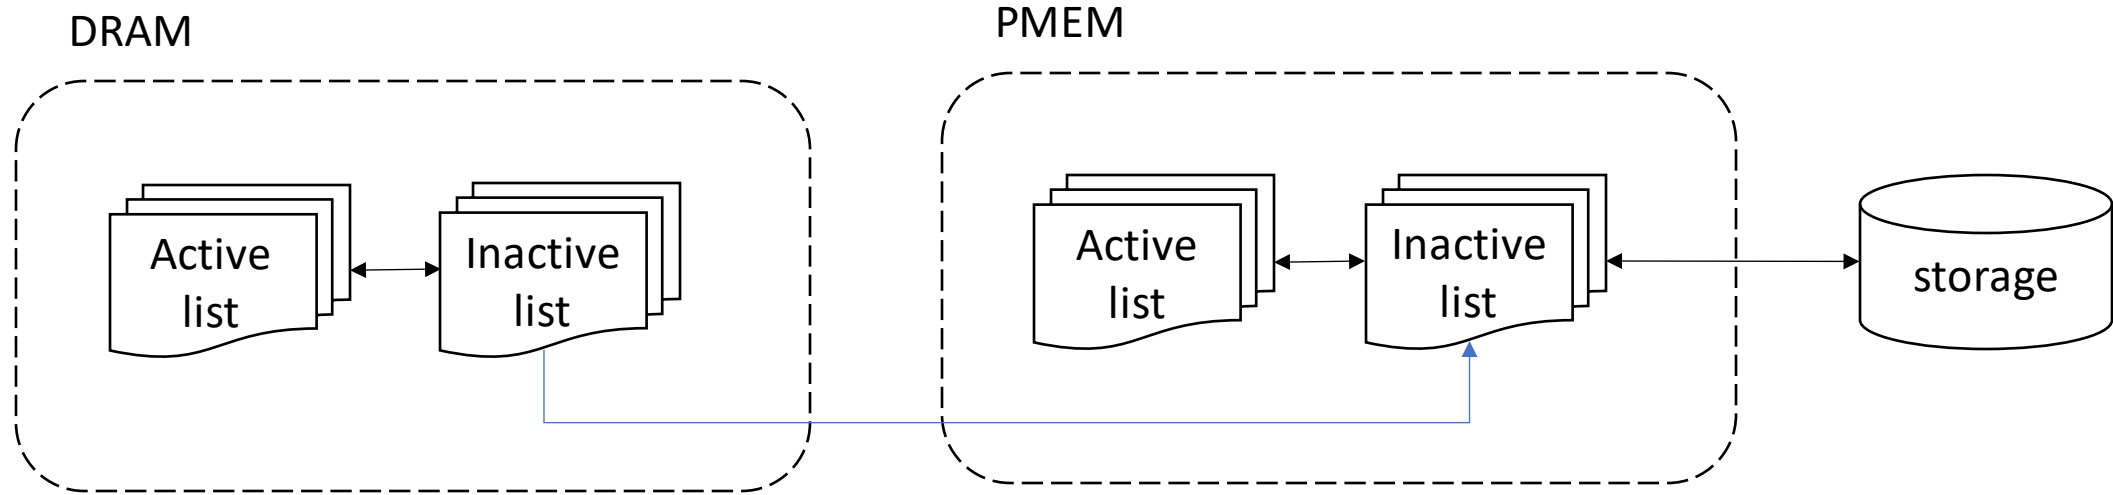 DRAM
PMEM
Active
list
Inactive
list
Active
list
Inactive
list
storage